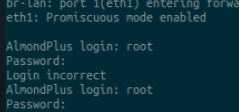 br-lan: port 1(eth1) entering forwa
eth1: Promiscuous mode enabled
AlmondPlus login: root
Password:
Login incorrect
AlmondPlus login: root
Password: